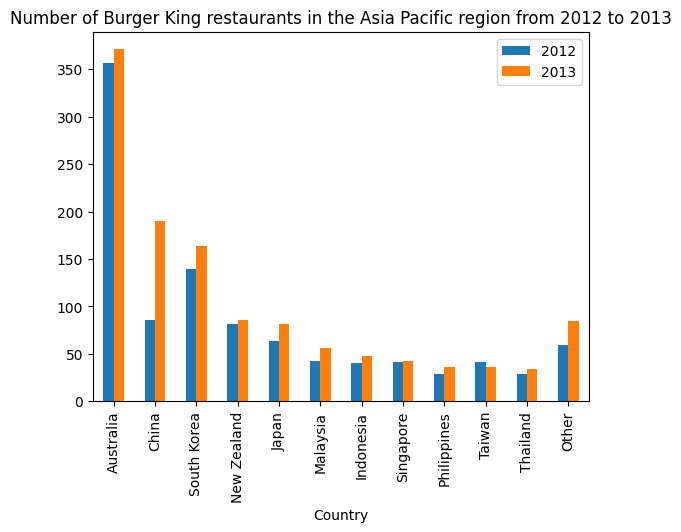 Number of Burger King restaurants in the Asia Pacific region from 2012 to 2013
2012
2013
350
300
250
200
150
100
50
0
Australia
China
South Korea
New Zealand
Japan
Malaysia
Indonesia
Singapore
Philippines
Taiwan
Thailand
Other
Country